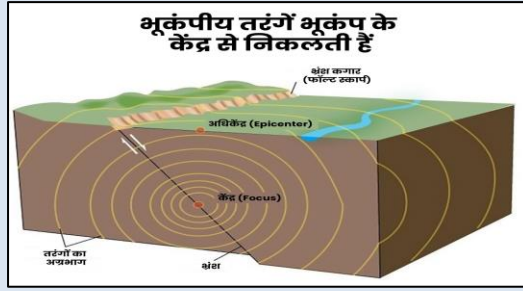 भूकंपीय तरंगें भूकंप के
केंद्र से निकलती हैं
भ्रंश कगार
(फॉल्ट स्कार्प)
अधिकेंद्र (Epicenter)
केंद्र (Focus)
तरंगों का
अग्रभाग
भ्रंश